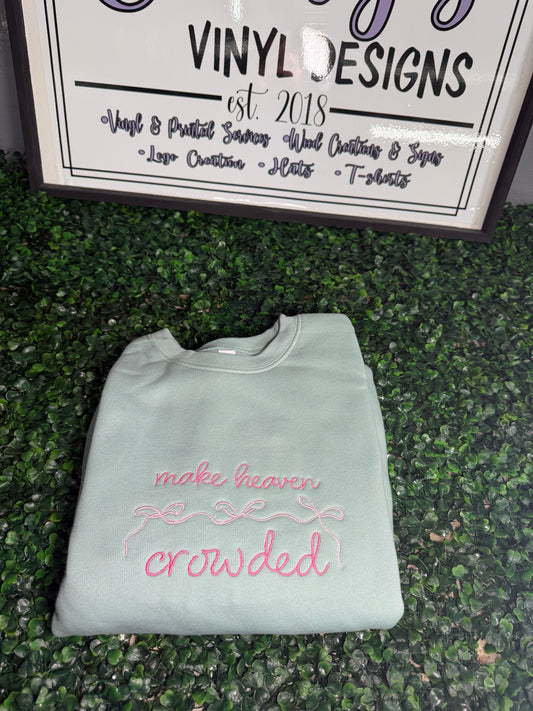 VINYL DESIGNS
est. 2018
•Vinyl & Printed Services •Wood Creations & Signs
•Logo Creation •Hats •T-shirts
make heaven
crowded